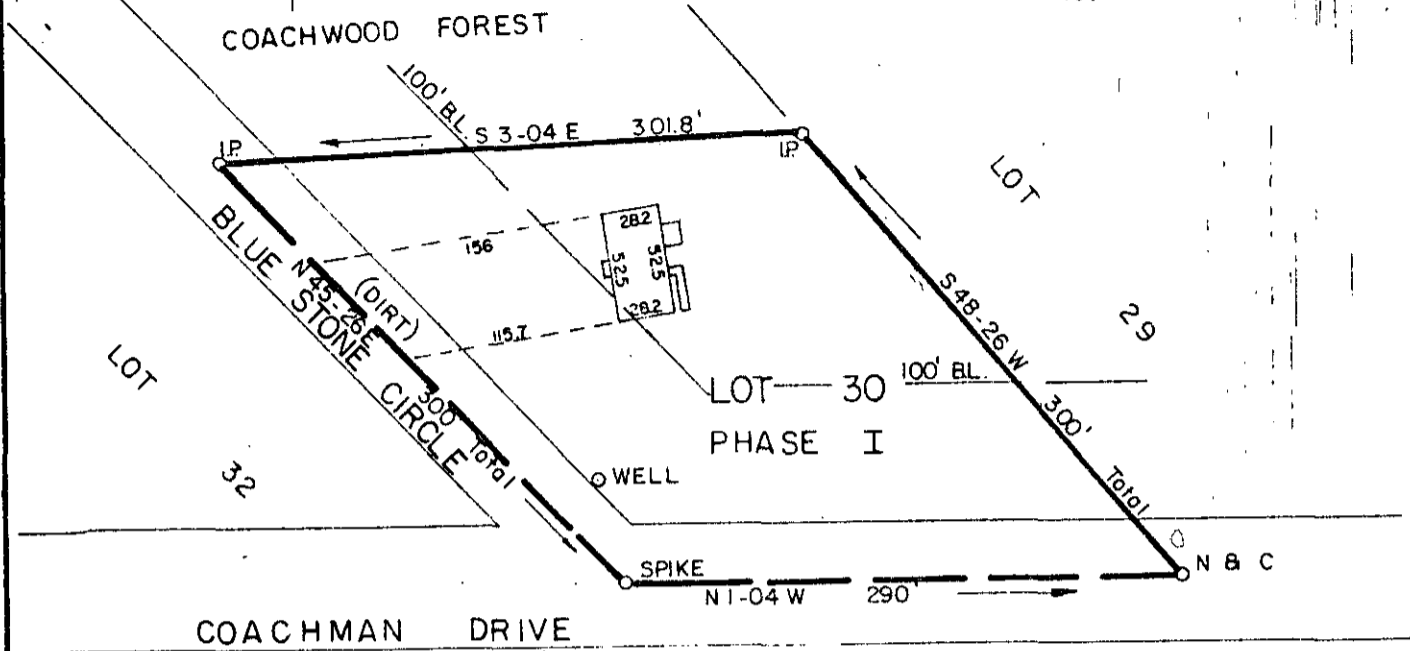 COACHWOOD FOREST
100' B.L.
S 3-04 E 301.8'
I.P.
I.P.
LOT
29
28.2
52.5
52.5
28.2
156
115.7
BLUE STONE CIRCLE
(DIRT)
N 45-26 E
300' Total
LOT
32
S 48-26 W
300'
Total
LOT 30
100' B.L.
PHASE I
WELL
SPIKE
N & C
N 1-04 W 290'
COACHMAN DRIVE